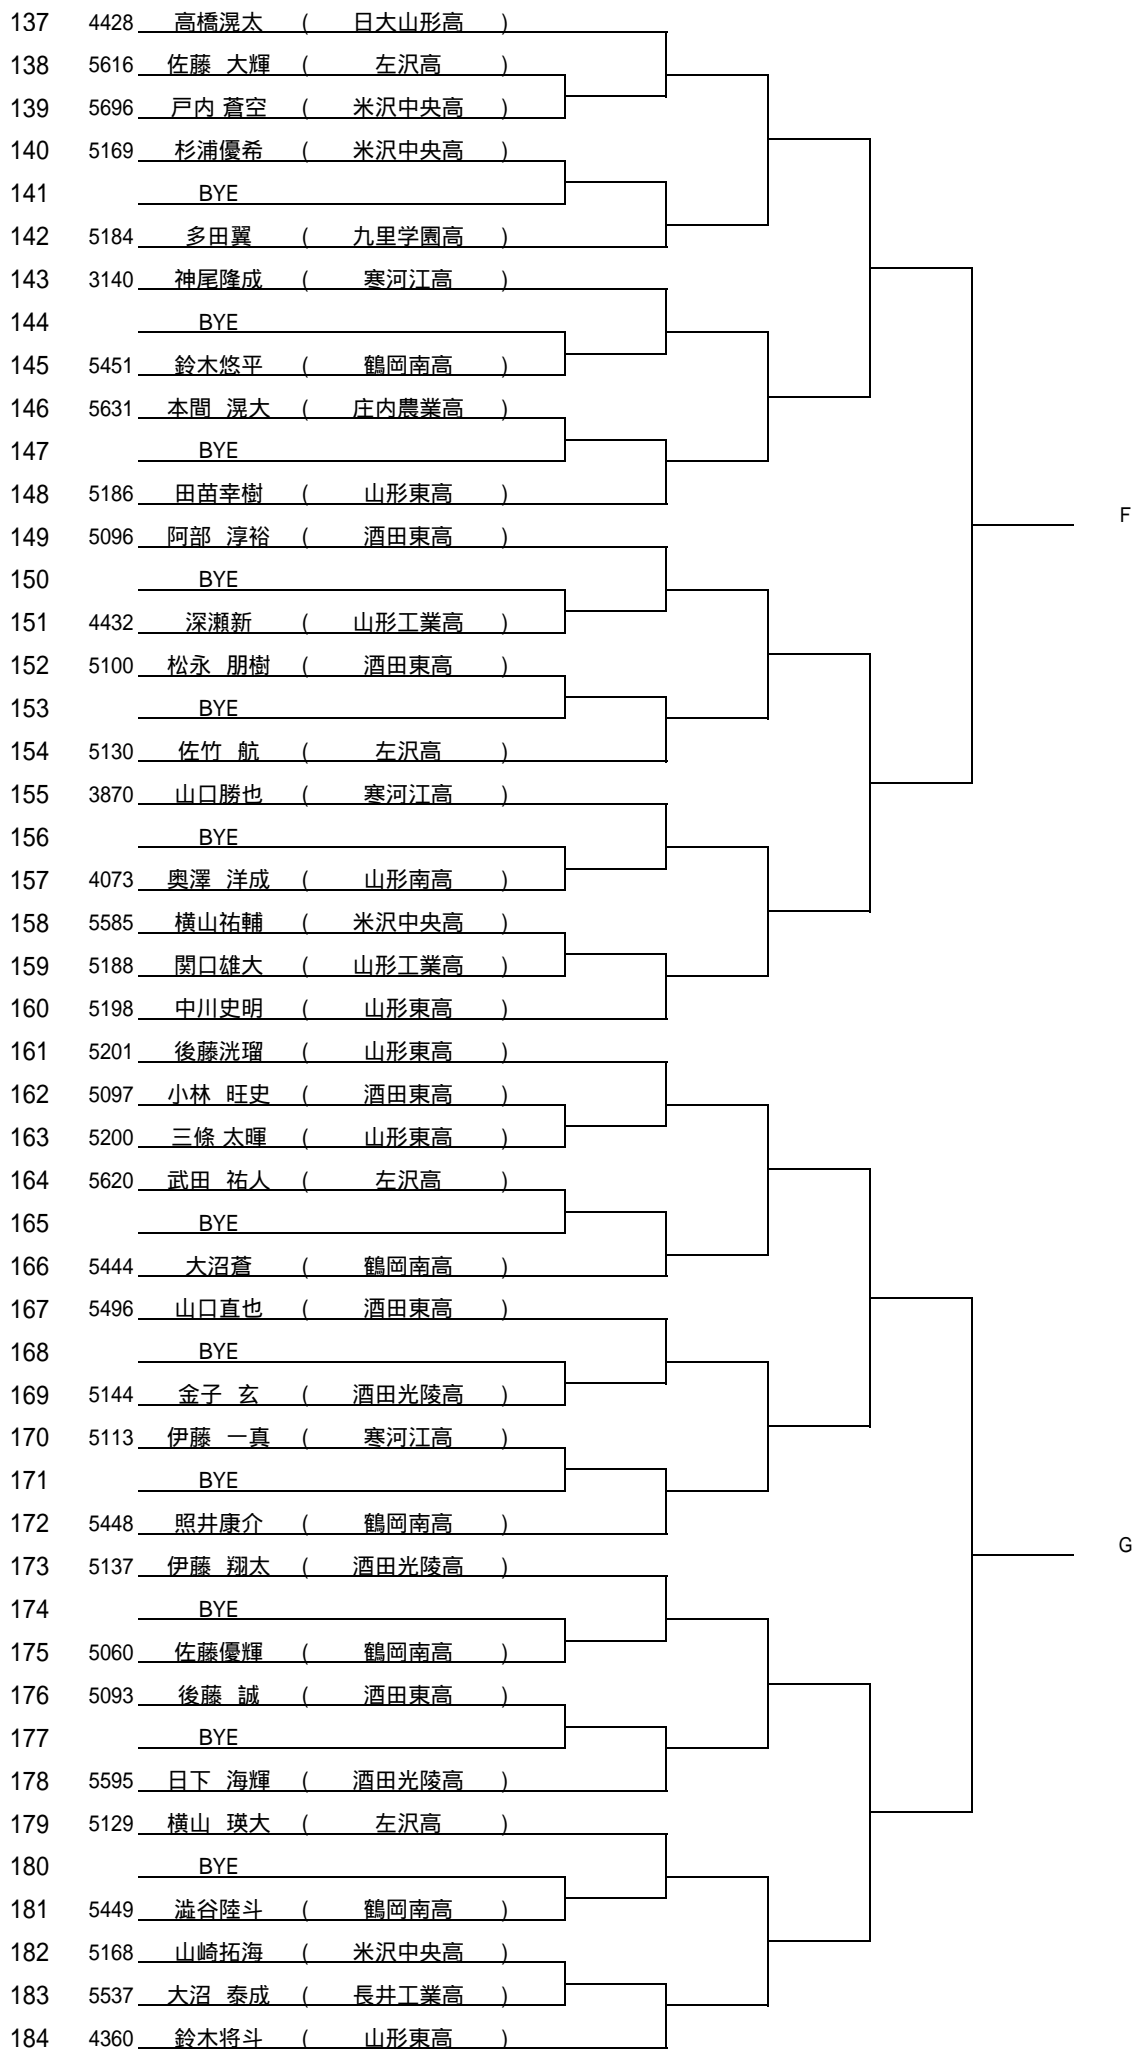 137 4428 高橋滉太 ( 日大山形高 )
138 5616 佐藤 大輝 ( 左沢高 )
139 5696 戸内 蒼空 ( 米沢中央高 )
140 5169 杉浦優希 ( 米沢中央高 )
141 BYE
142 5184 多田翼 ( 九里学園高 )
143 3140 神尾隆成 ( 寒河江高 )
144 BYE
145 5451 鈴木悠平 ( 鶴岡南高 )
146 5631 本間 滉大 ( 庄内農業高 )
147 BYE
148 5186 田苗幸樹 ( 山形東高 )
F
149 5096 阿部 淳裕 ( 酒田東高 )
150 BYE
151 4432 深瀬新 ( 山形工業高 )
152 5100 松永 朋樹 ( 酒田東高 )
153 BYE
154 5130 佐竹 航 ( 左沢高 )
155 3870 山口勝也 ( 寒河江高 )
156 BYE
157 4073 奥澤 洋成 ( 山形南高 )
158 5585 横山祐輔 ( 米沢中央高 )
159 5188 関口雄大 ( 山形工業高 )
160 5198 中川史明 ( 山形東高 )
161 5201 後藤洸瑠 ( 山形東高 )
162 5097 小林 旺史 ( 酒田東高 )
163 5200 三條 太暉 ( 山形東高 )
164 5620 武田 祐人 ( 左沢高 )
165 BYE
166 5444 大沼蒼 ( 鶴岡南高 )
167 5496 山口直也 ( 酒田東高 )
168 BYE
169 5144 金子 玄 ( 酒田光陵高 )
170 5113 伊藤 一真 ( 寒河江高 )
171 BYE
172 5448 照井康介 ( 鶴岡南高 )
G
173 5137 伊藤 翔太 ( 酒田光陵高 )
174 BYE
175 5060 佐藤優輝 ( 鶴岡南高 )
176 5093 後藤 誠 ( 酒田東高 )
177 BYE
178 5595 日下 海輝 ( 酒田光陵高 )
179 5129 横山 瑛大 ( 左沢高 )
180 BYE
181 5449 澁谷陸斗 ( 鶴岡南高 )
182 5168 山崎拓海 ( 米沢中央高 )
183 5537 大沼 泰成 ( 長井工業高 )
184 4360 鈴木将斗 ( 山形東高 )